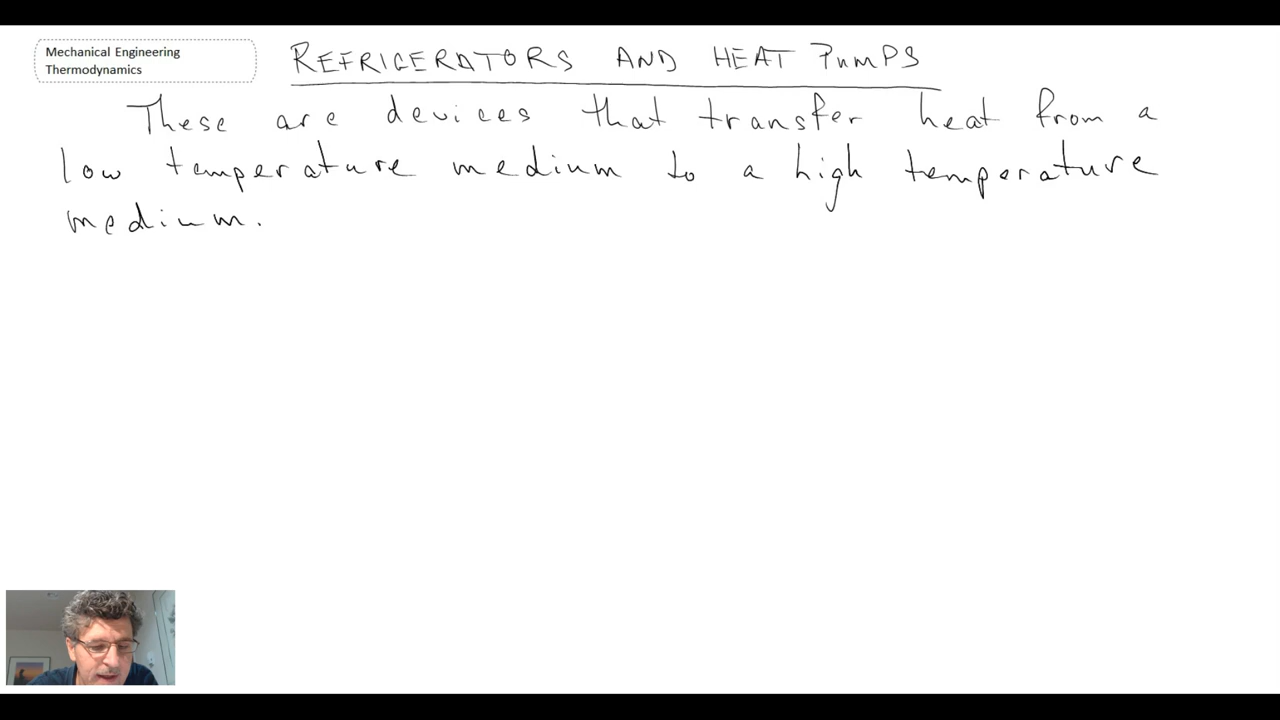 Mechanical Engineering
Thermodynamics
REFRIGERATORS AND HEAT PUMPS
These are devices that transfer heat from a
low temperature medium to a high temperature
medium.